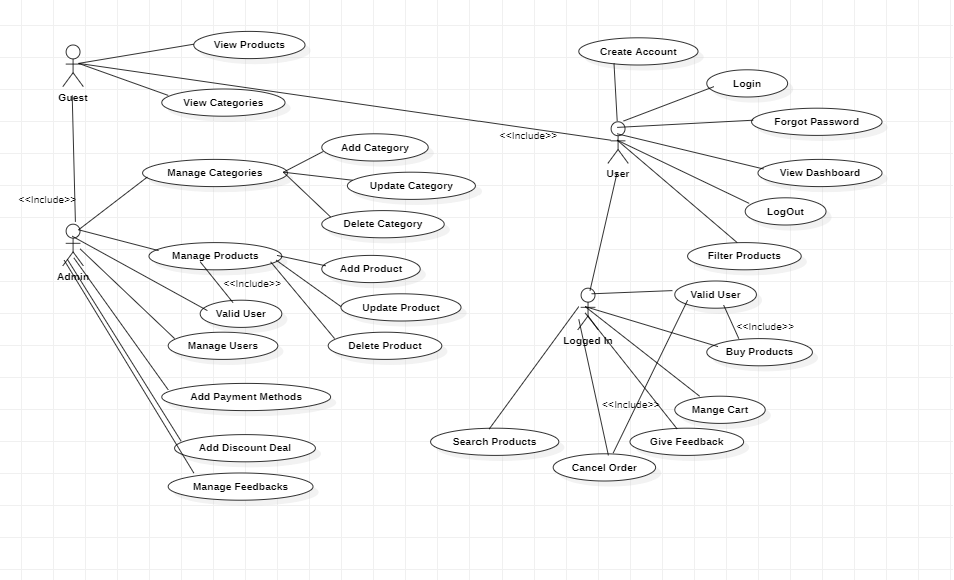 View Products
Create Account
Login
Guest
View Categories
Forgot Password
<<Include>>
Add Category
Manage Categories
View Dashboard
User
Update Category
<<Include>>
LogOut
Delete Category
Manage Products
Filter Products
Add Product
Admin
<<Include>>
Valid User
Update Product
Valid User
<<Include>>
Manage Users
Delete Product
Logged In
Buy Products
Add Payment Methods
<<Include>>
Mange Cart
Add Discount Deal
Search Products
Give Feedback
Cancel Order
Manage Feedbacks